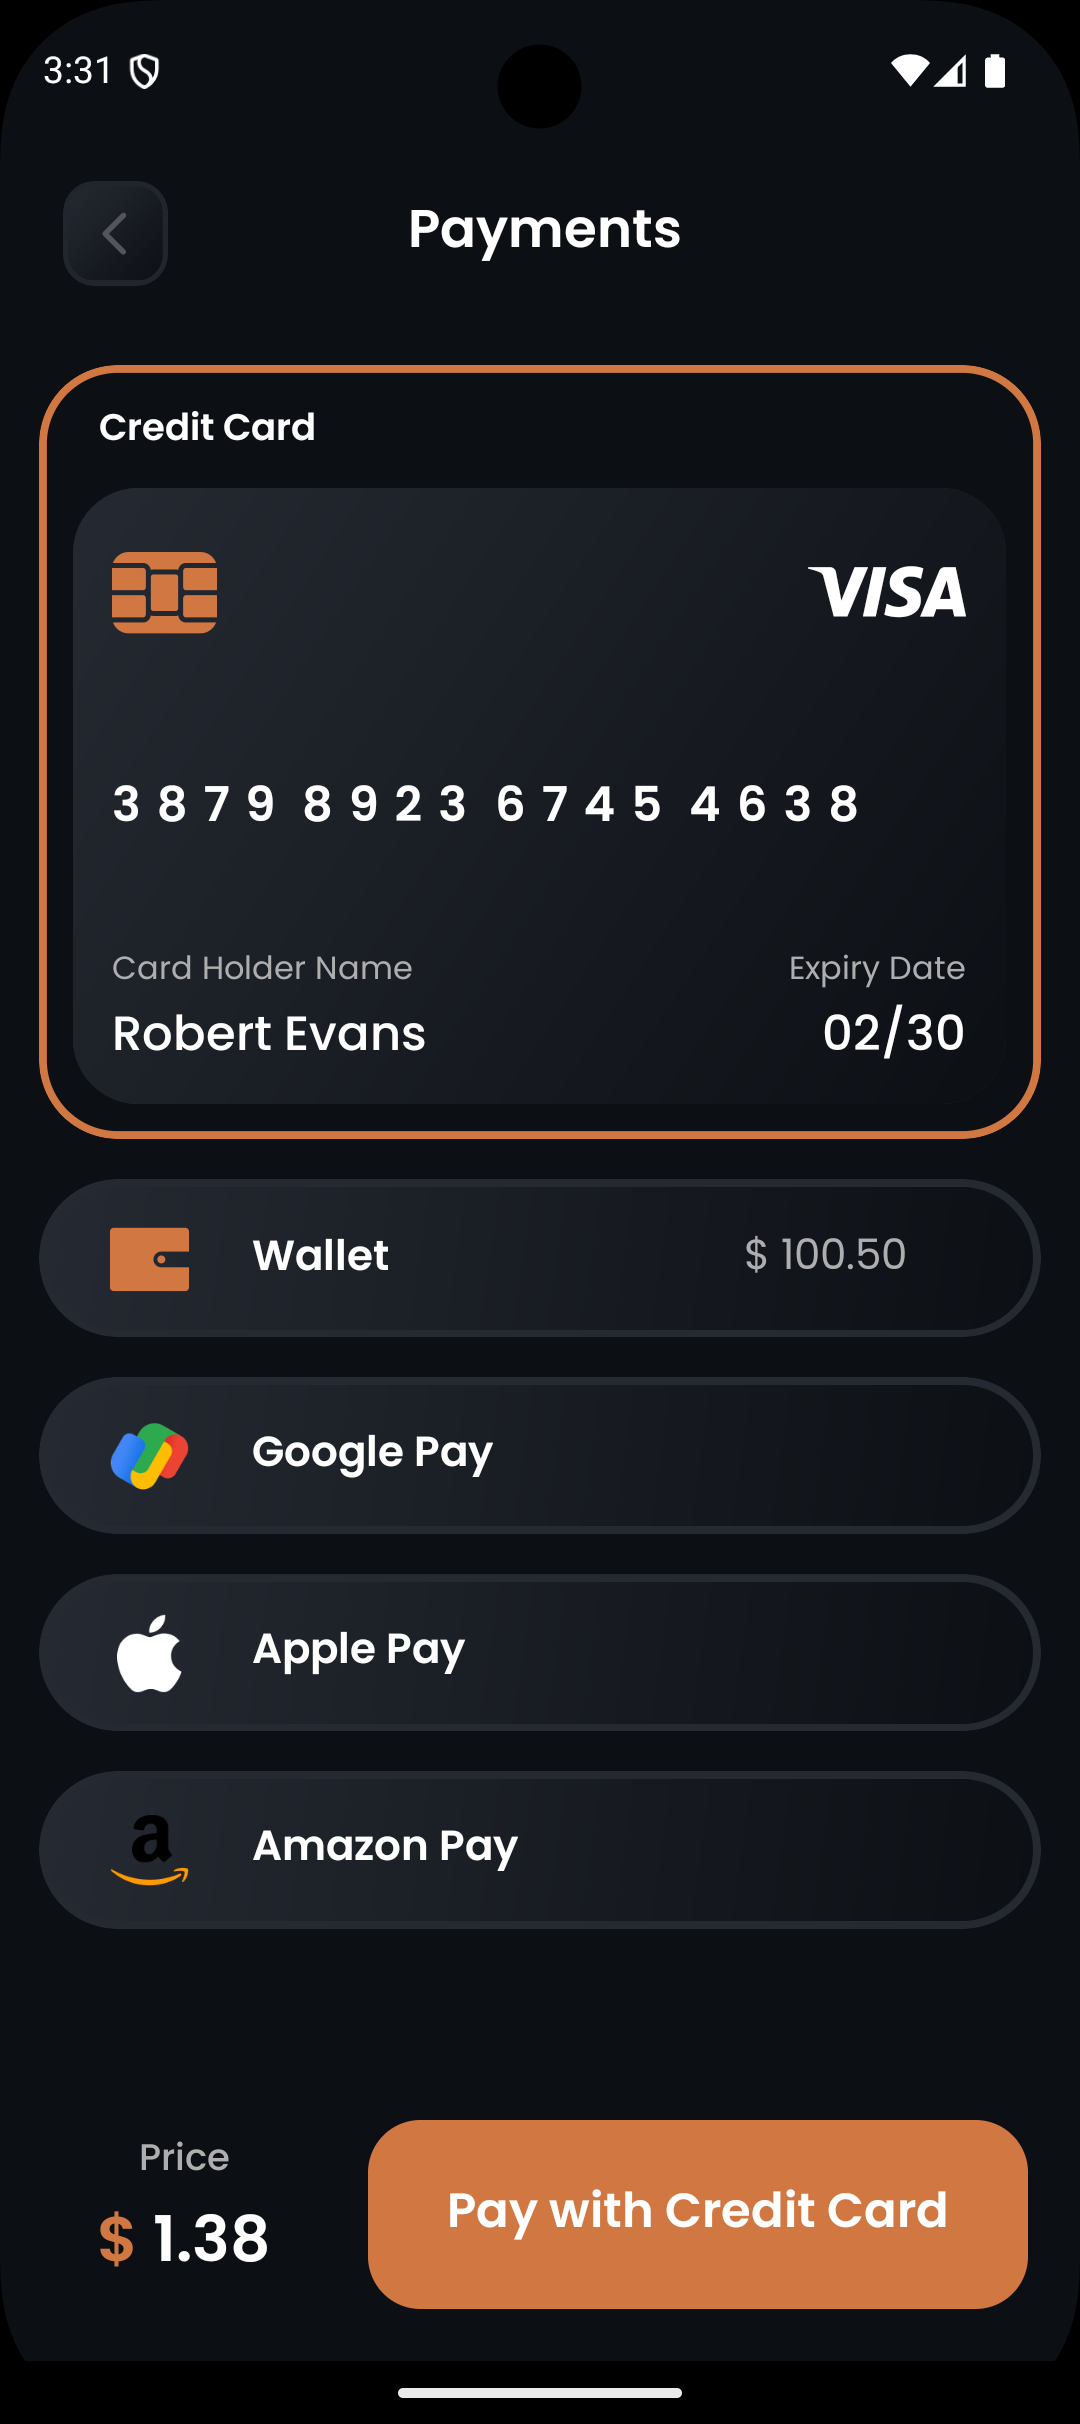 3:31
Payments
Credit Card
VISA
3879 8923 6745 4638
Card Holder Name
Expiry Date
Robert Evans
02/30
Wallet
$ 100.50
Google Pay
Apple Pay
a
Amazon Pay
Price
$ 1.38
Pay with Credit Card